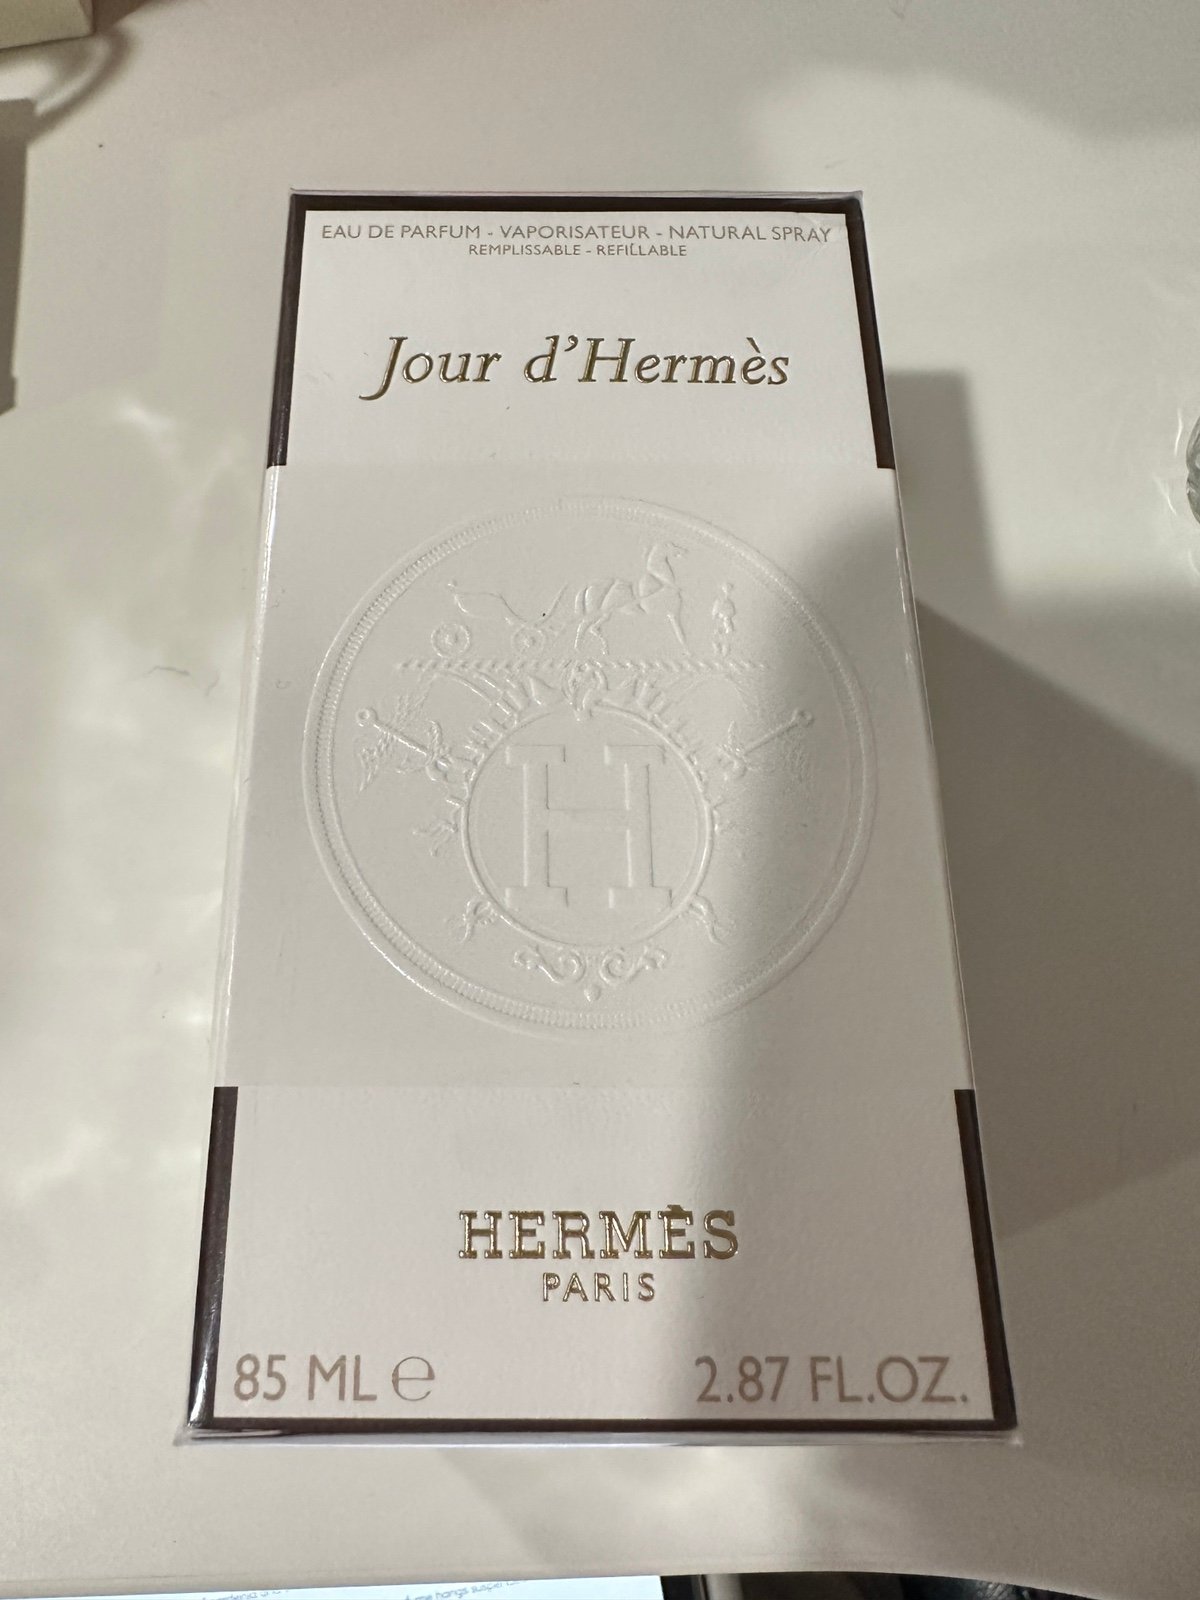 EAU DE PARFUM - VAPORISATEUR - NATURAL SPRAY
REMPLISSABLE - REFILLABLE
Jour d'Hermès
H
HERMÈS
PARIS
85 ML ℮
2.87 FL.OZ.